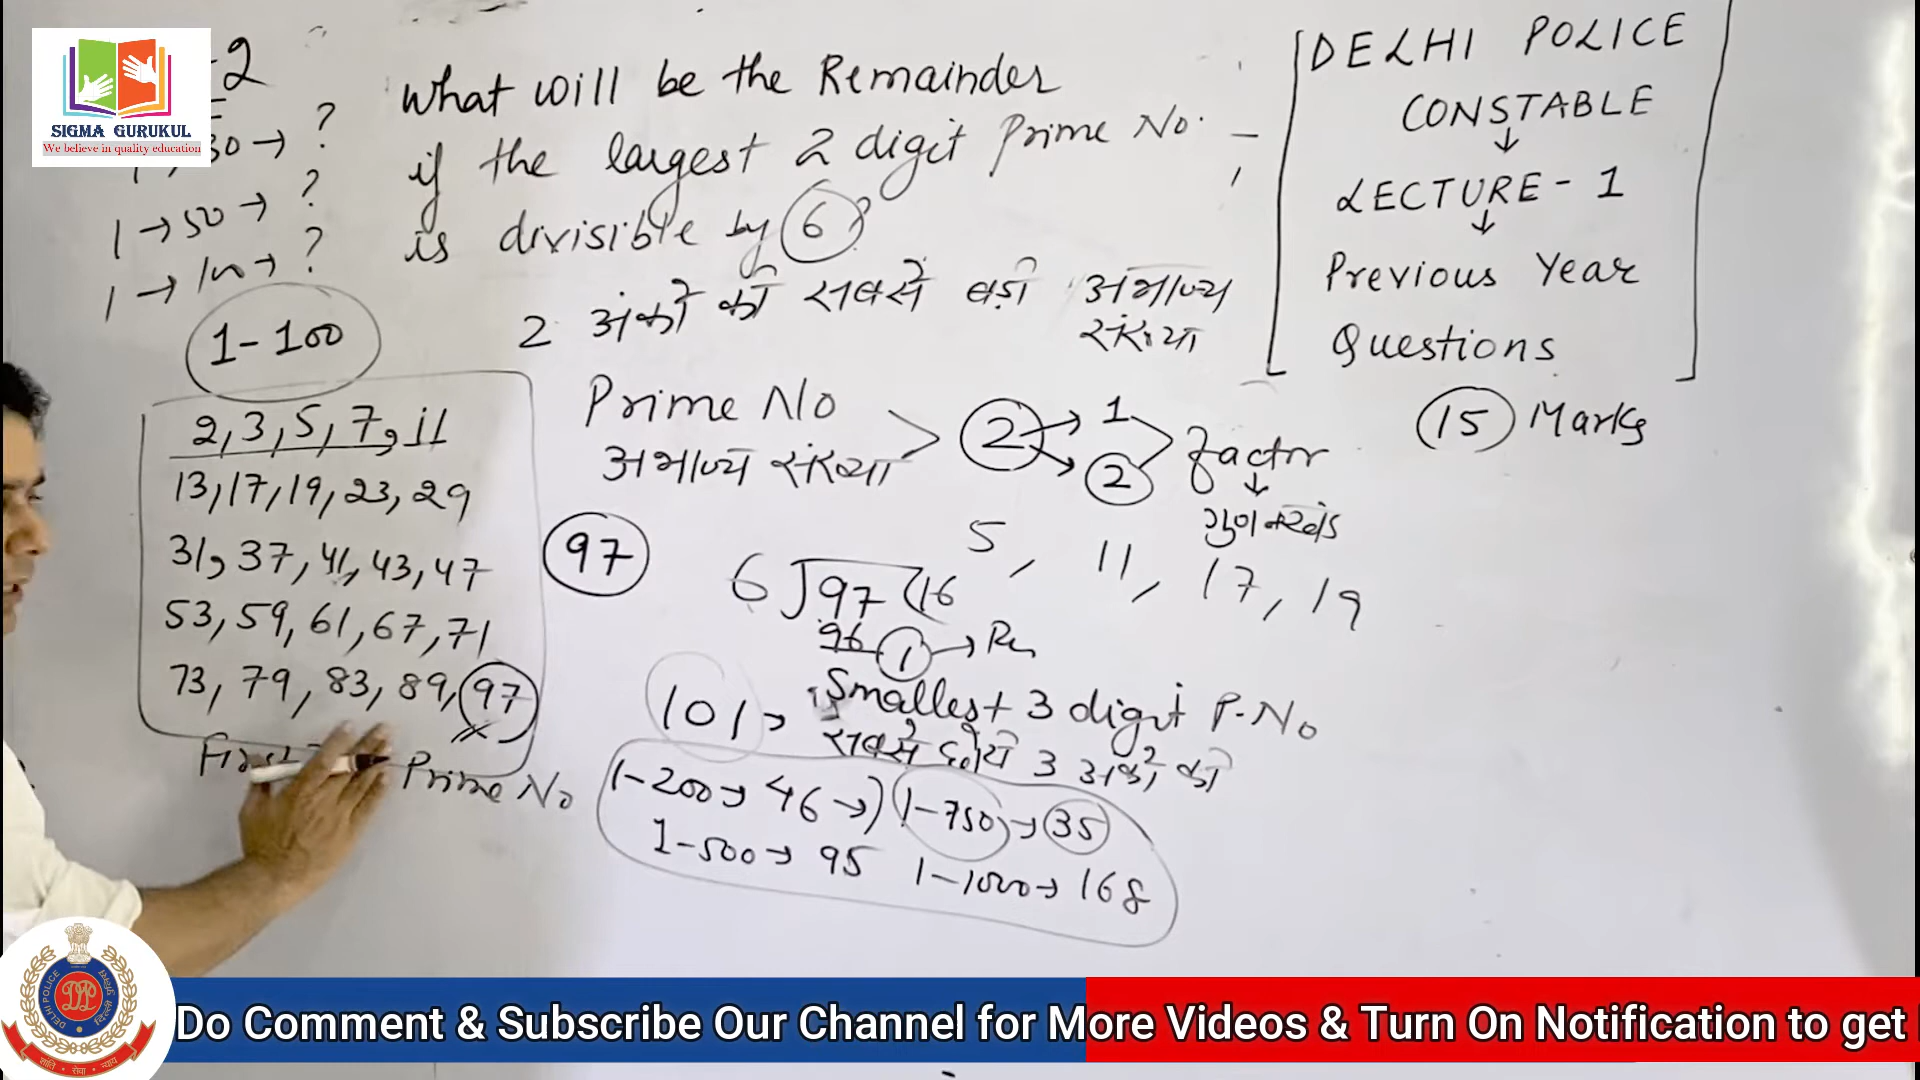 SIGMA GURUKUL
We believe in quality education
-2
30 → ?
1 → 50 → ?
1 → 100 → ?
1-100
2, 3, 5, 7, 11
13, 17, 19, 23, 29
31, 37, 41, 43, 47
53, 59, 61, 67, 71
73, 79, 83, 89, 97
Prime No
What will be the Remainder
if the largest 2 digit Prime No.
is divisible by 6?
2 अंको की सबसे बड़ी अभाज्य
संख्या
Prime No
अभाज्य संख्या
2 → 1
2
Factor
↓
गुणनखंड
97
5, 11, 17, 19
6 ) 97 ( 16
96
1 → Re
101 → Smallest 3 digit P.No
सबसे छोटी 3 अंको की
1-200 → 46 → 1-750 → 35
1-500 → 95 1-1000 → 168
DELHI POLICE
CONSTABLE
↓
LECTURE - 1
↓
Previous Year
Questions
15 Marks
Do Comment & Subscribe Our Channel for More Videos & Turn On Notification to get